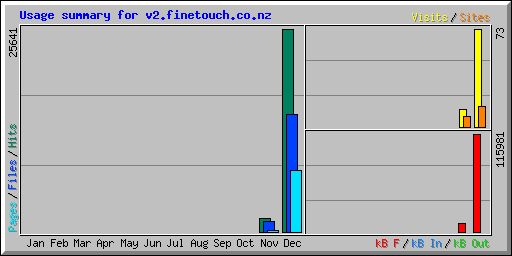 Usage summary for v2.finetouch.co.nz
Visits/Sites
25641
73
Pages/Files/Hits
115981
Jan Feb Mar Apr May Jun Jul Aug Sep Oct Nov Dec
kB F/kB In/kB Out